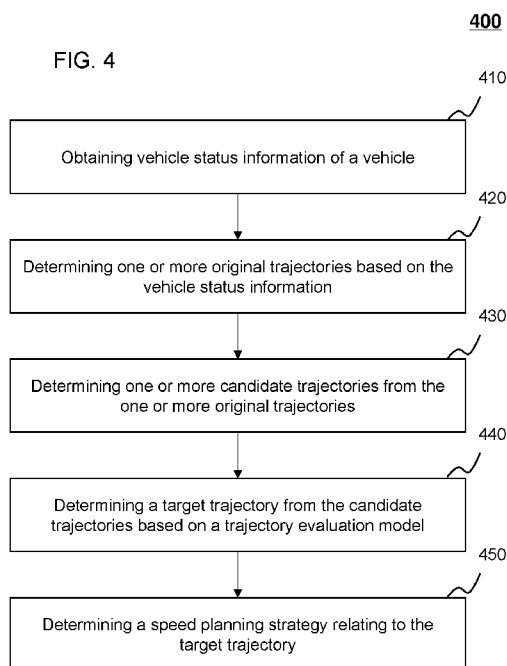 400
FIG. 4
410
Obtaining vehicle status information of a vehicle
420
Determining one or more original trajectories based on the
vehicle status information
430
Determining one or more candidate trajectories from the
one or more original trajectories
440
Determining a target trajectory from the candidate
trajectories based on a trajectory evaluation model
450
Determining a speed planning strategy relating to the
target trajectory